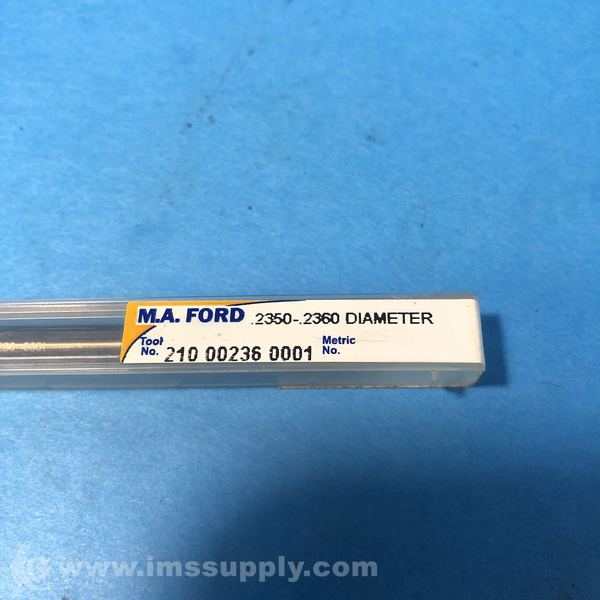 M.A. FORD .2350-.2360 DIAMETER
Tool No. 210 00236 0001 Metric No.
www.imssupply.com